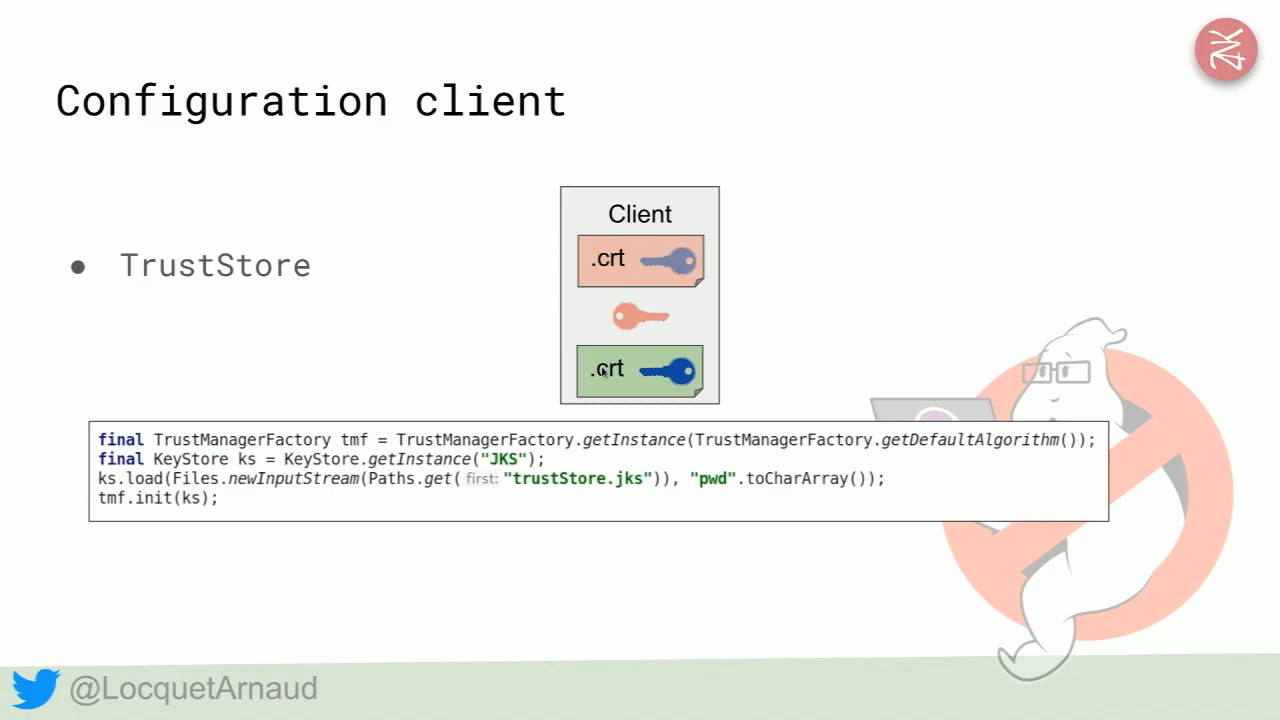 Configuration client
Client
.crt
● TrustStore
.crt
final TrustManagerFactory tmf = TrustManagerFactory.getInstance(TrustManagerFactory.getDefaultAlgorithm());
final KeyStore ks = KeyStore.getInstance("JKS");
ks.load(Files.newInputStream(Paths.get( first: "trustStore.jks")), "pwd".toCharArray());
tmf.init(ks);
@LocquetArnaud